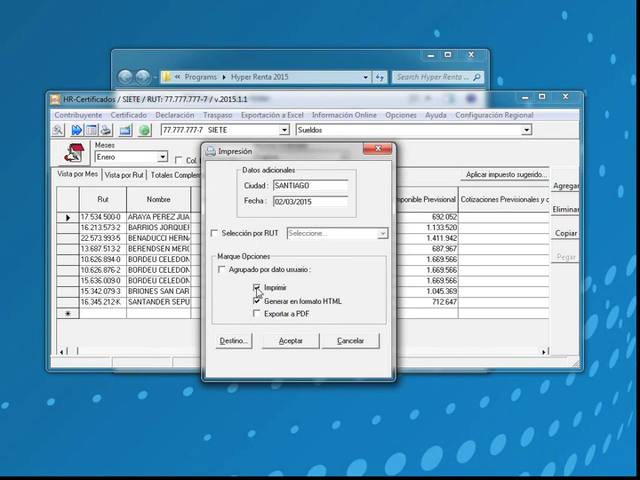 Programs
Hyper Renta 2015
Search Hyper Renta ...
HR-Certificados / SIETE / RUT: 77.777.777-7 / v.2015.1.1
Contribuyente Certificado Declaración Traspaso Exportación a Excel Información Online Opciones Ayuda Configuración Regional
77.777.777-7 SIETE
Sueldos
Meses
Enero
Col.
Vista por Mes Vista por Rut Totales Complem
Aplicar impuesto sugerido...
Agregar
Eliminar
Copiar
Pegar
Rut Nombre Imponible Previsional Cotizaciones Previsionales y c
17.534.500-0 ARAYA PEREZ JUA 692.052
16.213.573-2 BARRIOS JORQUE 1.133.520
22.573.993-5 BENADUCCI HERN 1.411.942
13.687.513-2 BERENDSEN MER 687.967
10.626.894-0 BORDEU CELEDON 1.669.566
10.626.876-2 BORDEU CELEDON 1.669.566
15.636.009-0 BORDEU CELEDON 1.669.566
15.342.079-3 BRIONES SAN CAR 1.045.369
16.345.212-K SANTANDER SEPU 712.647
Impresión
Datos adicionales
Ciudad : SANTIAGO
Fecha : 02/03/2015
Selección por RUT Seleccione...
Marque Opciones
Agrupado por dato usuario :
Imprimir
Generar en formato HTML
Exportar a PDF
Destino... Aceptar Cancelar